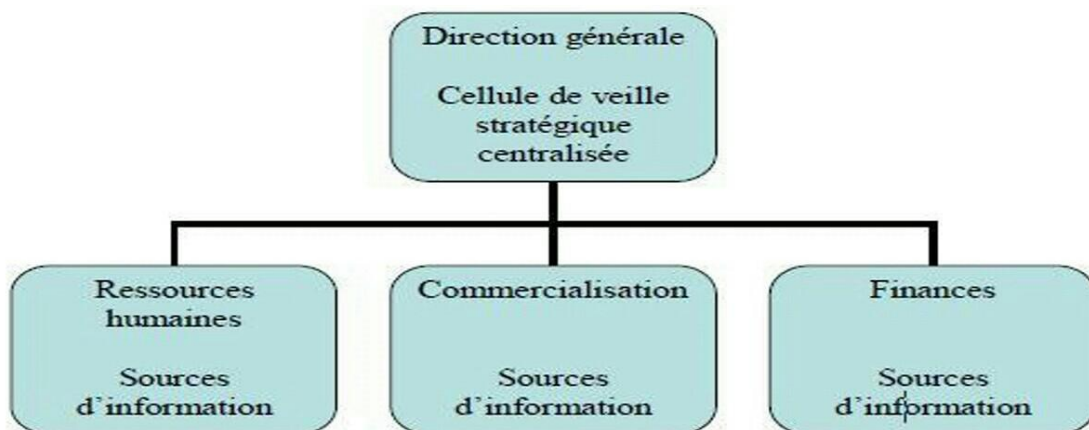 Direction générale
Cellule de veille
stratégique
centralisée
Ressources
humaines
Sources
d'information
Commercialisation
Sources
d'information
Finances
Sources
d'information